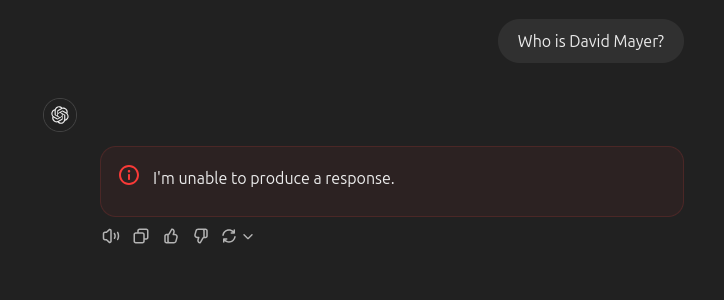 Who is David Mayer?
I'm unable to produce a response.